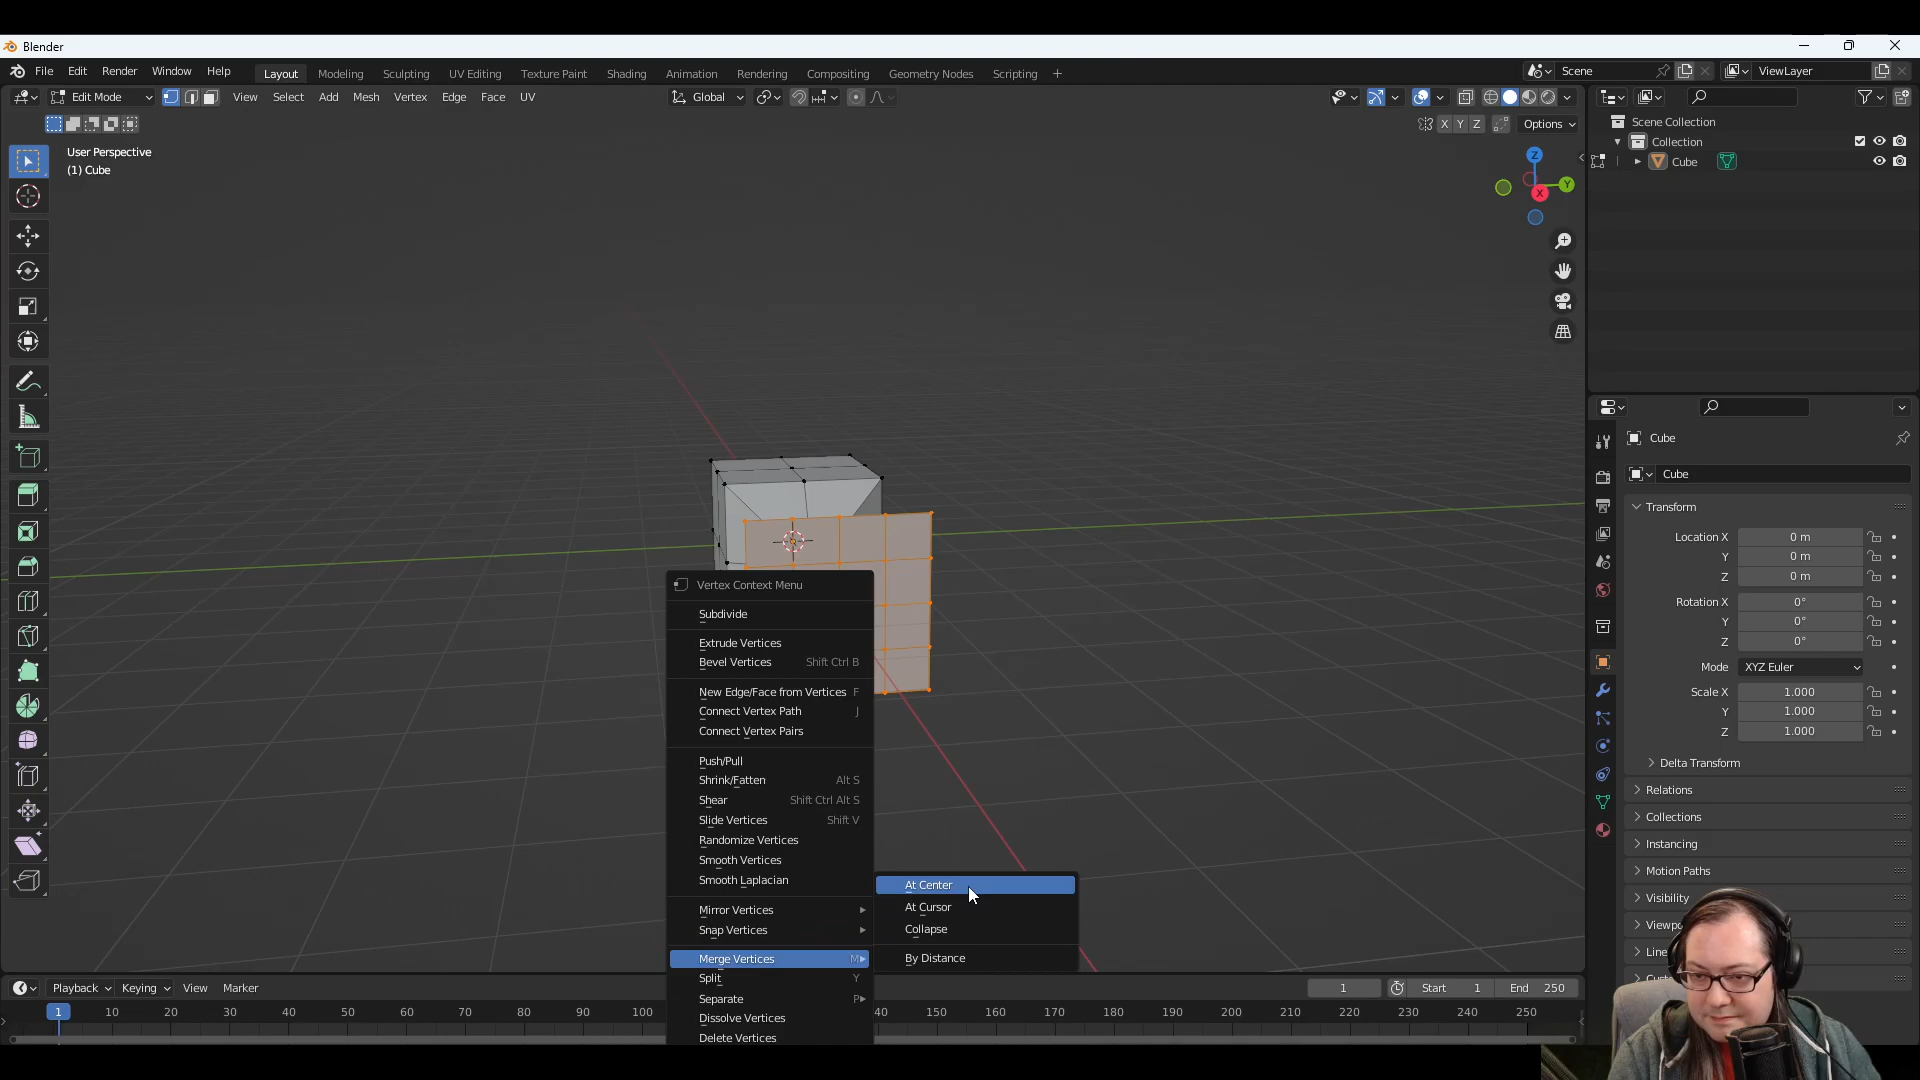 Blender
File Edit Render Window Help Layout Modeling Sculpting UV Editing Texture Paint Shading Animation Rendering Compositing Geometry Nodes Scripting + Scene ViewLayer
Edit Mode View Select Add Mesh Vertex Edge Face UV Global
X Y Z Options
User Perspective
(1) Cube
Z
Y
X
Scene Collection
Collection
Cube
Vertex Context Menu
Subdivide
Extrude Vertices
Bevel Vertices Shift Ctrl B
New Edge/Face from Vertices F
Connect Vertex Path J
Connect Vertex Pairs
Push/Pull
Shrink/Fatten Alt S
Shear Shift Ctrl Alt S
Slide Vertices Shift V
Randomize Vertices
Smooth Vertices
Smooth Laplacian
Mirror Vertices
Snap Vertices
Merge Vertices M
Split Y
Separate P
Dissolve Vertices
Delete Vertices
At Center
At Cursor
Collapse
By Distance
Cube
Cube
Transform
Location X 0 m
Y 0 m
Z 0 m
Rotation X 0°
Y 0°
Z 0°
Mode XYZ Euler
Scale X 1.000
Y 1.000
Z 1.000
Delta Transform
Relations
Collections
Instancing
Motion Paths
Visibility
Viewpo
Line
Playback Keying View Marker 1 Start 1 End 250
1 10 20 30 40 50 60 70 80 90 100 40 150 160 170 180 190 200 210 220 230 240 250